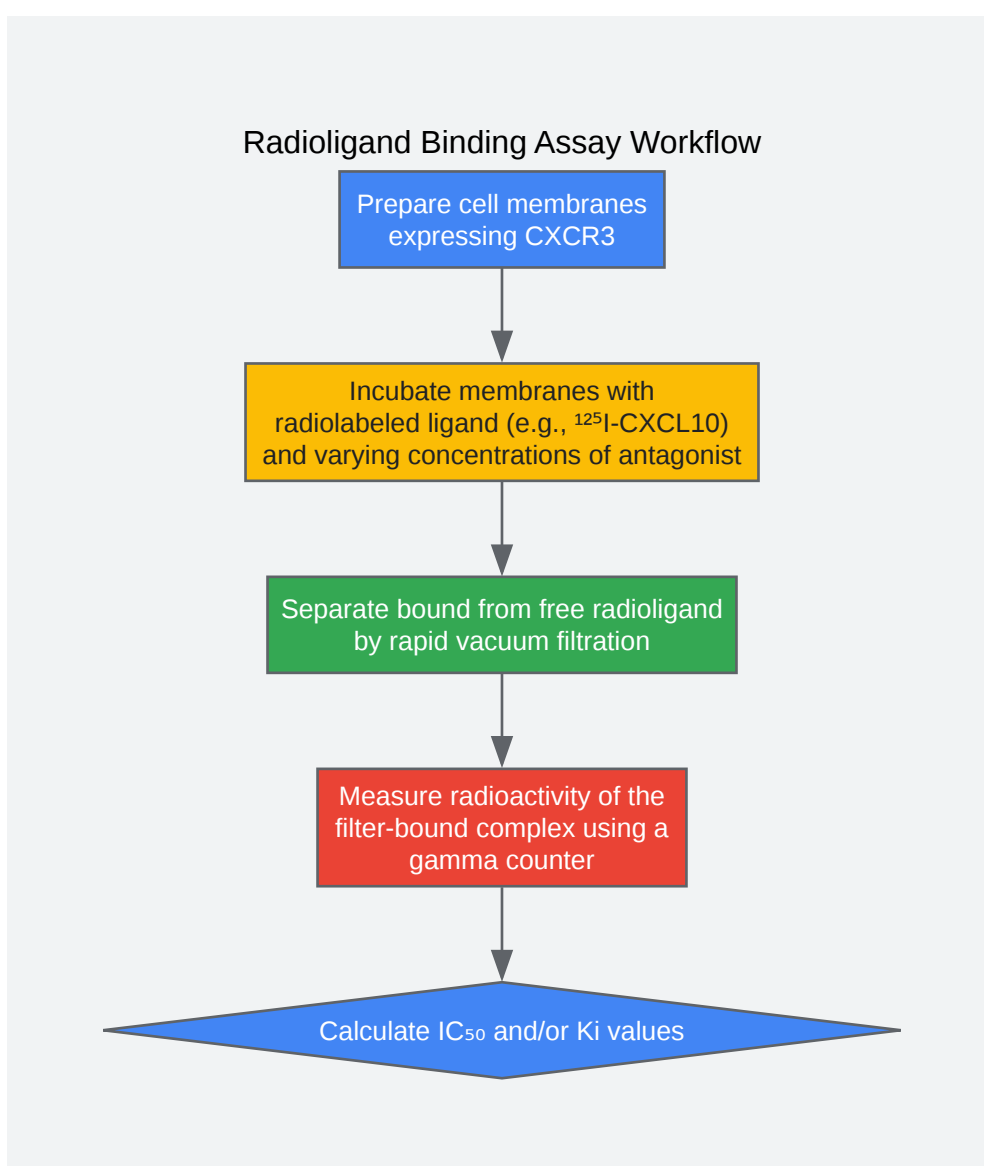 Radioligand Binding Assay Workflow
Prepare cell membranes
expressing CXCR3
Incubate membranes with
radiolabeled ligand (e.g., ¹²⁵I-CXCL10)
and varying concentrations of antagonist
Separate bound from free radioligand
by rapid vacuum filtration
Measure radioactivity of the
filter-bound complex using a
gamma counter
Calculate IC₅₀ and/or Ki values